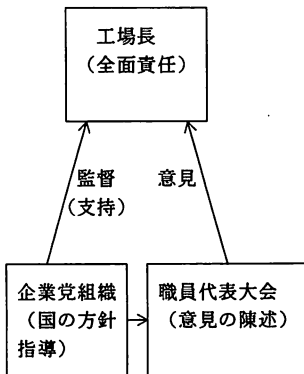 工場長
（全面責任）
監督
（支持）
意見
企業党組織
（国の方針
指導）
職員代表大会
（意見の陳述）